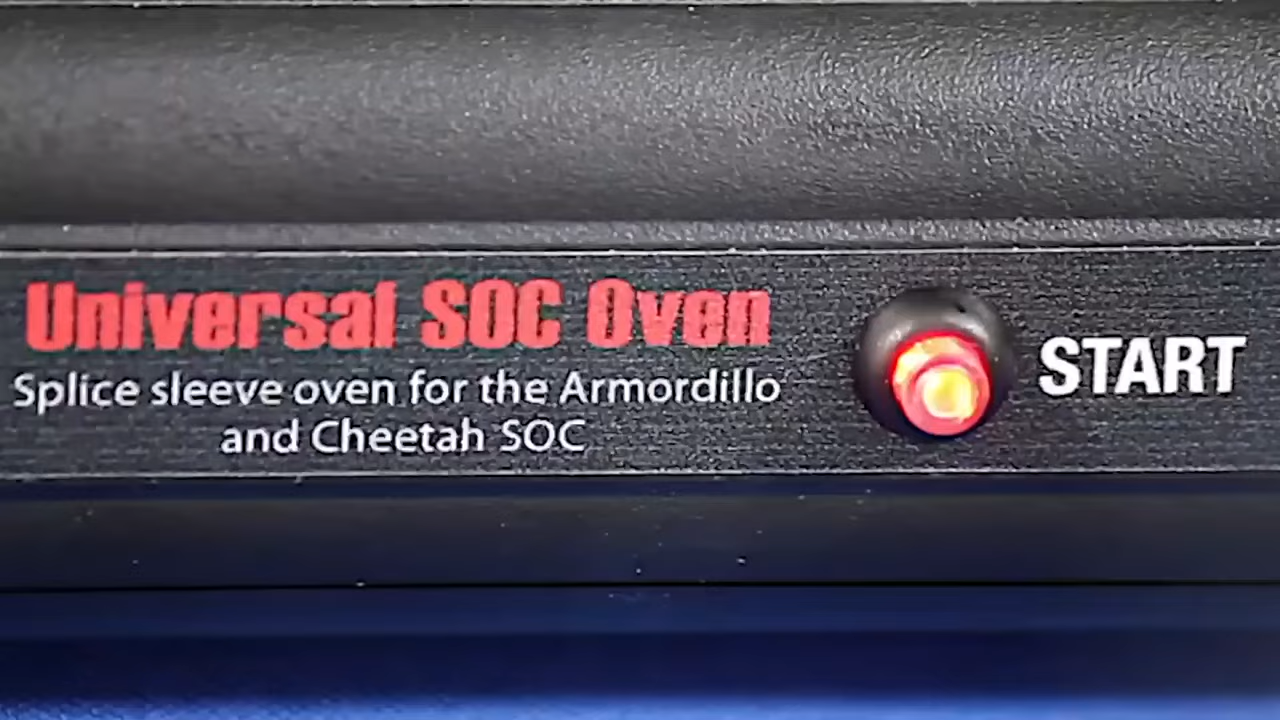 Universal SOC Oven
Splice sleeve oven for the Armordillo
and Cheetah SOC
START